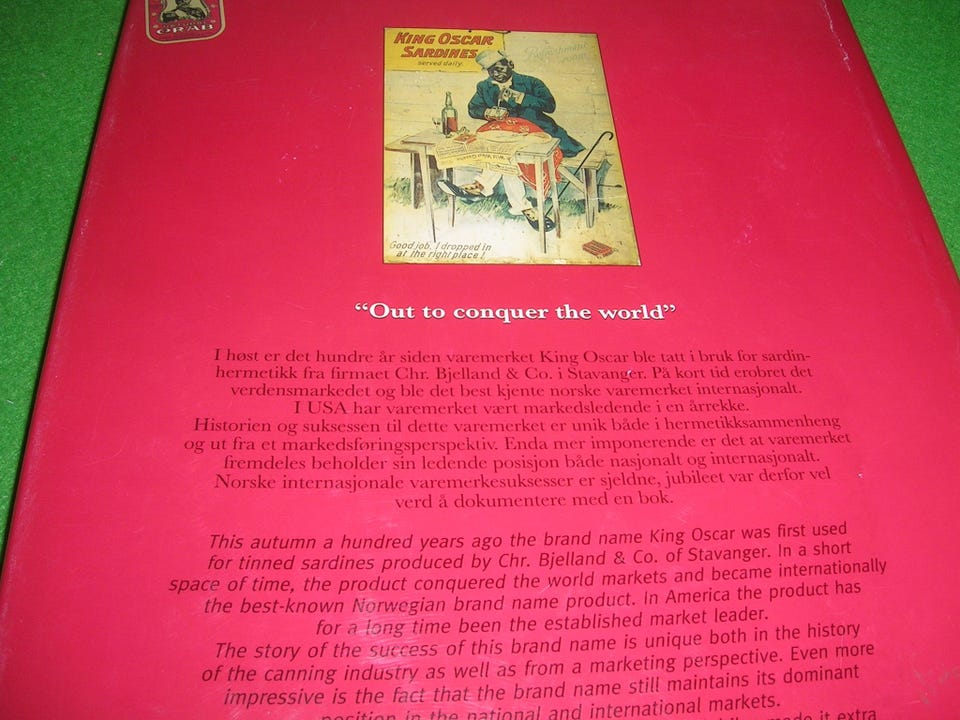 KING OSCAR
SARDINES
served daily.
Refreshment
room
Good job, I dropped in
at the right place!
“Out to conquer the world”
I høst er det hundre år siden varemerket King Oscar ble tatt i bruk for sardin-
hermetikk fra firmaet Chr. Bjelland & Co. i Stavanger. På kort tid erobret det
verdensmarkedet og ble det best kjente norske varemerket internasjonalt.
I USA har varemerket vært markedsledende i en årrekke.
Historien og suksessen til dette varemerket er unik både i hermetikksammenheng
og ut fra et markedsføringsperspektiv. Enda mer imponerende er det at varemerket
fremdeles beholder sin ledende posisjon både nasjonalt og internasjonalt.
Norske internasjonale varemerkesuksesser er sjeldne, jubileet var derfor vel
verd å dokumentere med en bok.
This autumn a hundred years ago the brand name King Oscar was first used
for tinned sardines produced by Chr. Bjelland & Co. of Stavanger. In a short
space of time, the product conquered the world markets and became internationally
the best-known Norwegian brand name product. In America the product has
for a long time been the established market leader.
The story of the success of this brand name is unique both in the history
of the canning industry as well as from a marketing perspective. Even more
impressive is the fact that the brand name still maintains its dominant
position in the national and international markets.
made it extra